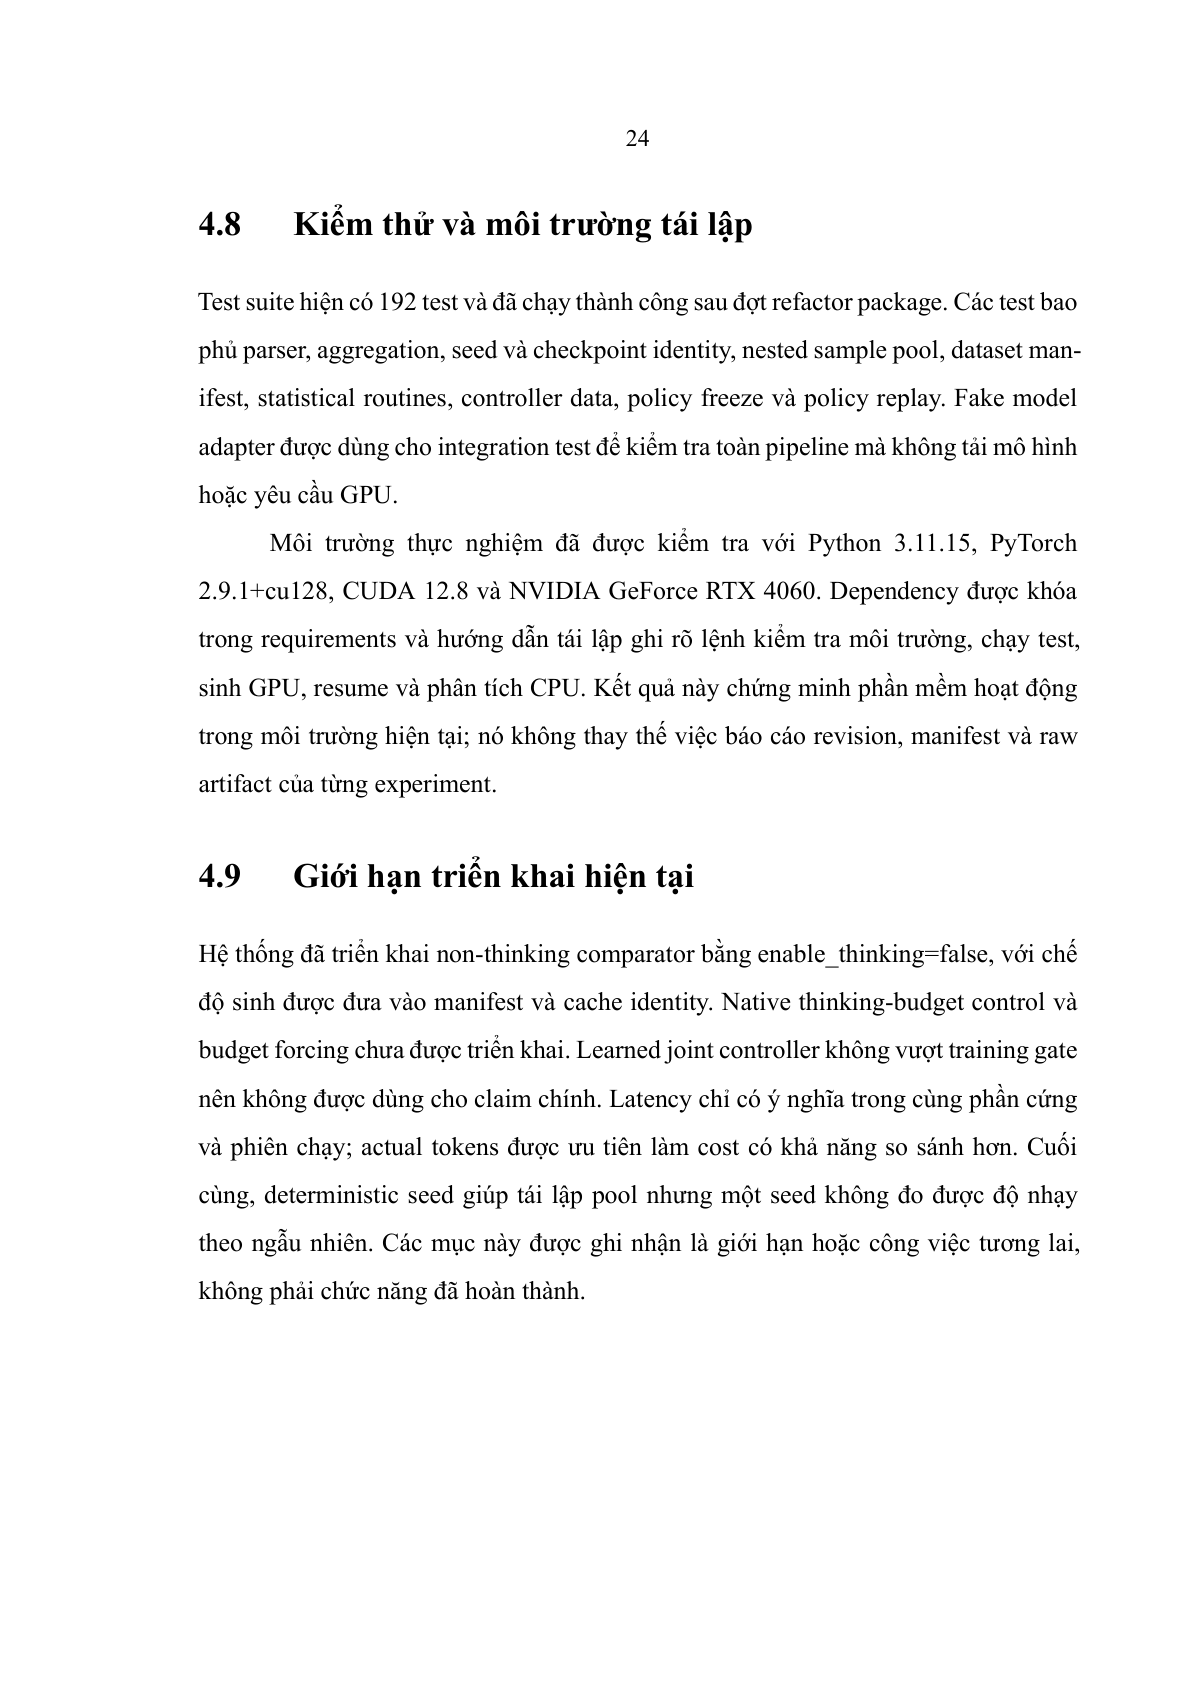 24
4.8 Kiểm thử và môi trường tái lập
Test suite hiện có 192 test và đã chạy thành công sau đợt refactor package. Các test bao
phủ parser, aggregation, seed và checkpoint identity, nested sample pool, dataset man-
ifest, statistical routines, controller data, policy freeze và policy replay. Fake model
adapter được dùng cho integration test để kiểm tra toàn pipeline mà không tải mô hình
hoặc yêu cầu GPU.
Môi trường thực nghiệm đã được kiểm tra với Python 3.11.15, PyTorch
2.9.1+cu128, CUDA 12.8 và NVIDIA GeForce RTX 4060. Dependency được khóa
trong requirements và hướng dẫn tái lập ghi rõ lệnh kiểm tra môi trường, chạy test,
sinh GPU, resume và phân tích CPU. Kết quả này chứng minh phần mềm hoạt động
trong môi trường hiện tại; nó không thay thế việc báo cáo revision, manifest và raw
artifact của từng experiment.
4.9 Giới hạn triển khai hiện tại
Hệ thống đã triển khai non-thinking comparator bằng enable_thinking=false, với chế
độ sinh được đưa vào manifest và cache identity. Native thinking-budget control và
budget forcing chưa được triển khai. Learned joint controller không vượt training gate
nên không được dùng cho claim chính. Latency chỉ có ý nghĩa trong cùng phần cứng
và phiên chạy; actual tokens được ưu tiên làm cost có khả năng so sánh hơn. Cuối
cùng, deterministic seed giúp tái lập pool nhưng một seed không đo được độ nhạy
theo ngẫu nhiên. Các mục này được ghi nhận là giới hạn hoặc công việc tương lai,
không phải chức năng đã hoàn thành.